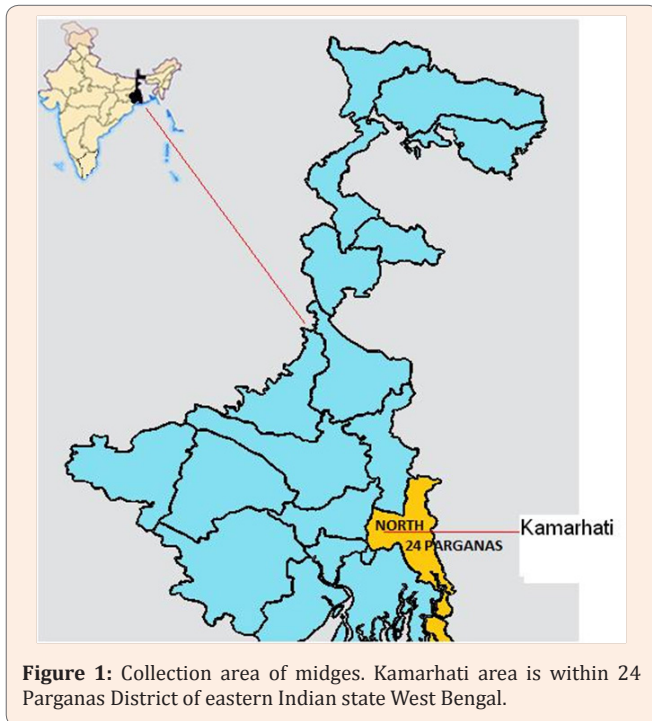 NORTH
24 PARGANAS
Kamarhati
Figure 1: Collection area of midges. Kamarhati area is within 24
Parganas District of eastern Indian state West Bengal.